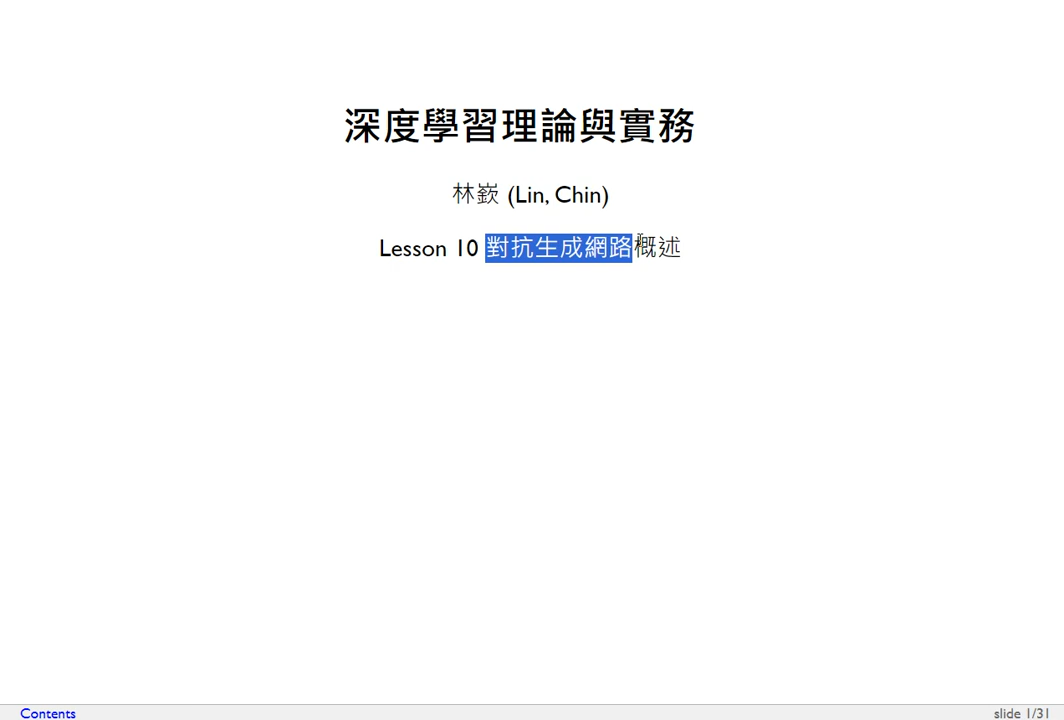 深度學習理論與實務
林嶔 (Lin, Chin)
Lesson 10 對抗生成網路概述
Contents
slide 1/31